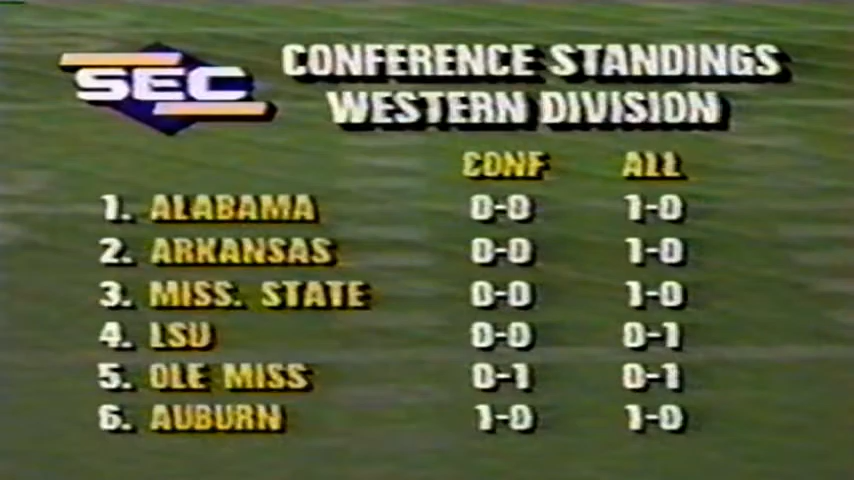 SEC
CONFERENCE STANDINGS
WESTERN DIVISION
CONF ALL
1. ALABAMA 0-0 1-0
2. ARKANSAS 0-0 1-0
3. MISS. STATE 0-0 1-0
4. LSU 0-0 0-1
5. OLE MISS 0-1 0-1
6. AUBURN 1-0 1-0